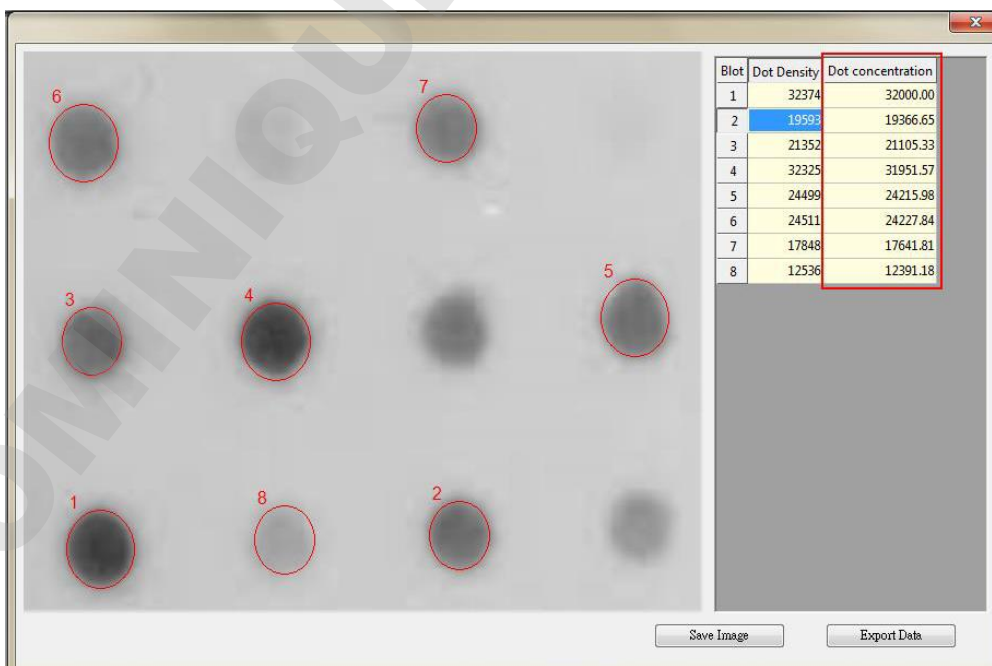 6
7
3
4
5
1
8
2
Blot Dot Density Dot concentration
1 32374 32000.00
2 19593 19366.65
3 21352 21105.33
4 32325 31951.57
5 24499 24215.98
6 24511 24227.84
7 17848 17641.81
8 12536 12391.18
Save Image Export Data
OMNIQU